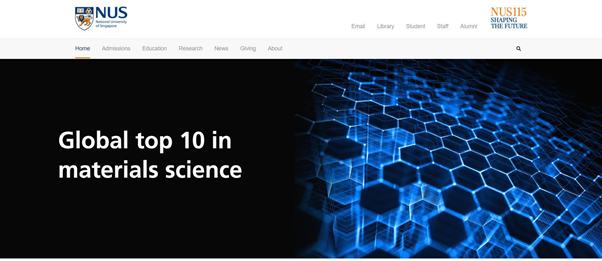 NUS
National University
of Singapore
NUS115
SHAPING
THE FUTURE
Email Library Student Staff Alumni
Home Admissions Education Research News Giving About
Global top 10 in
materials science